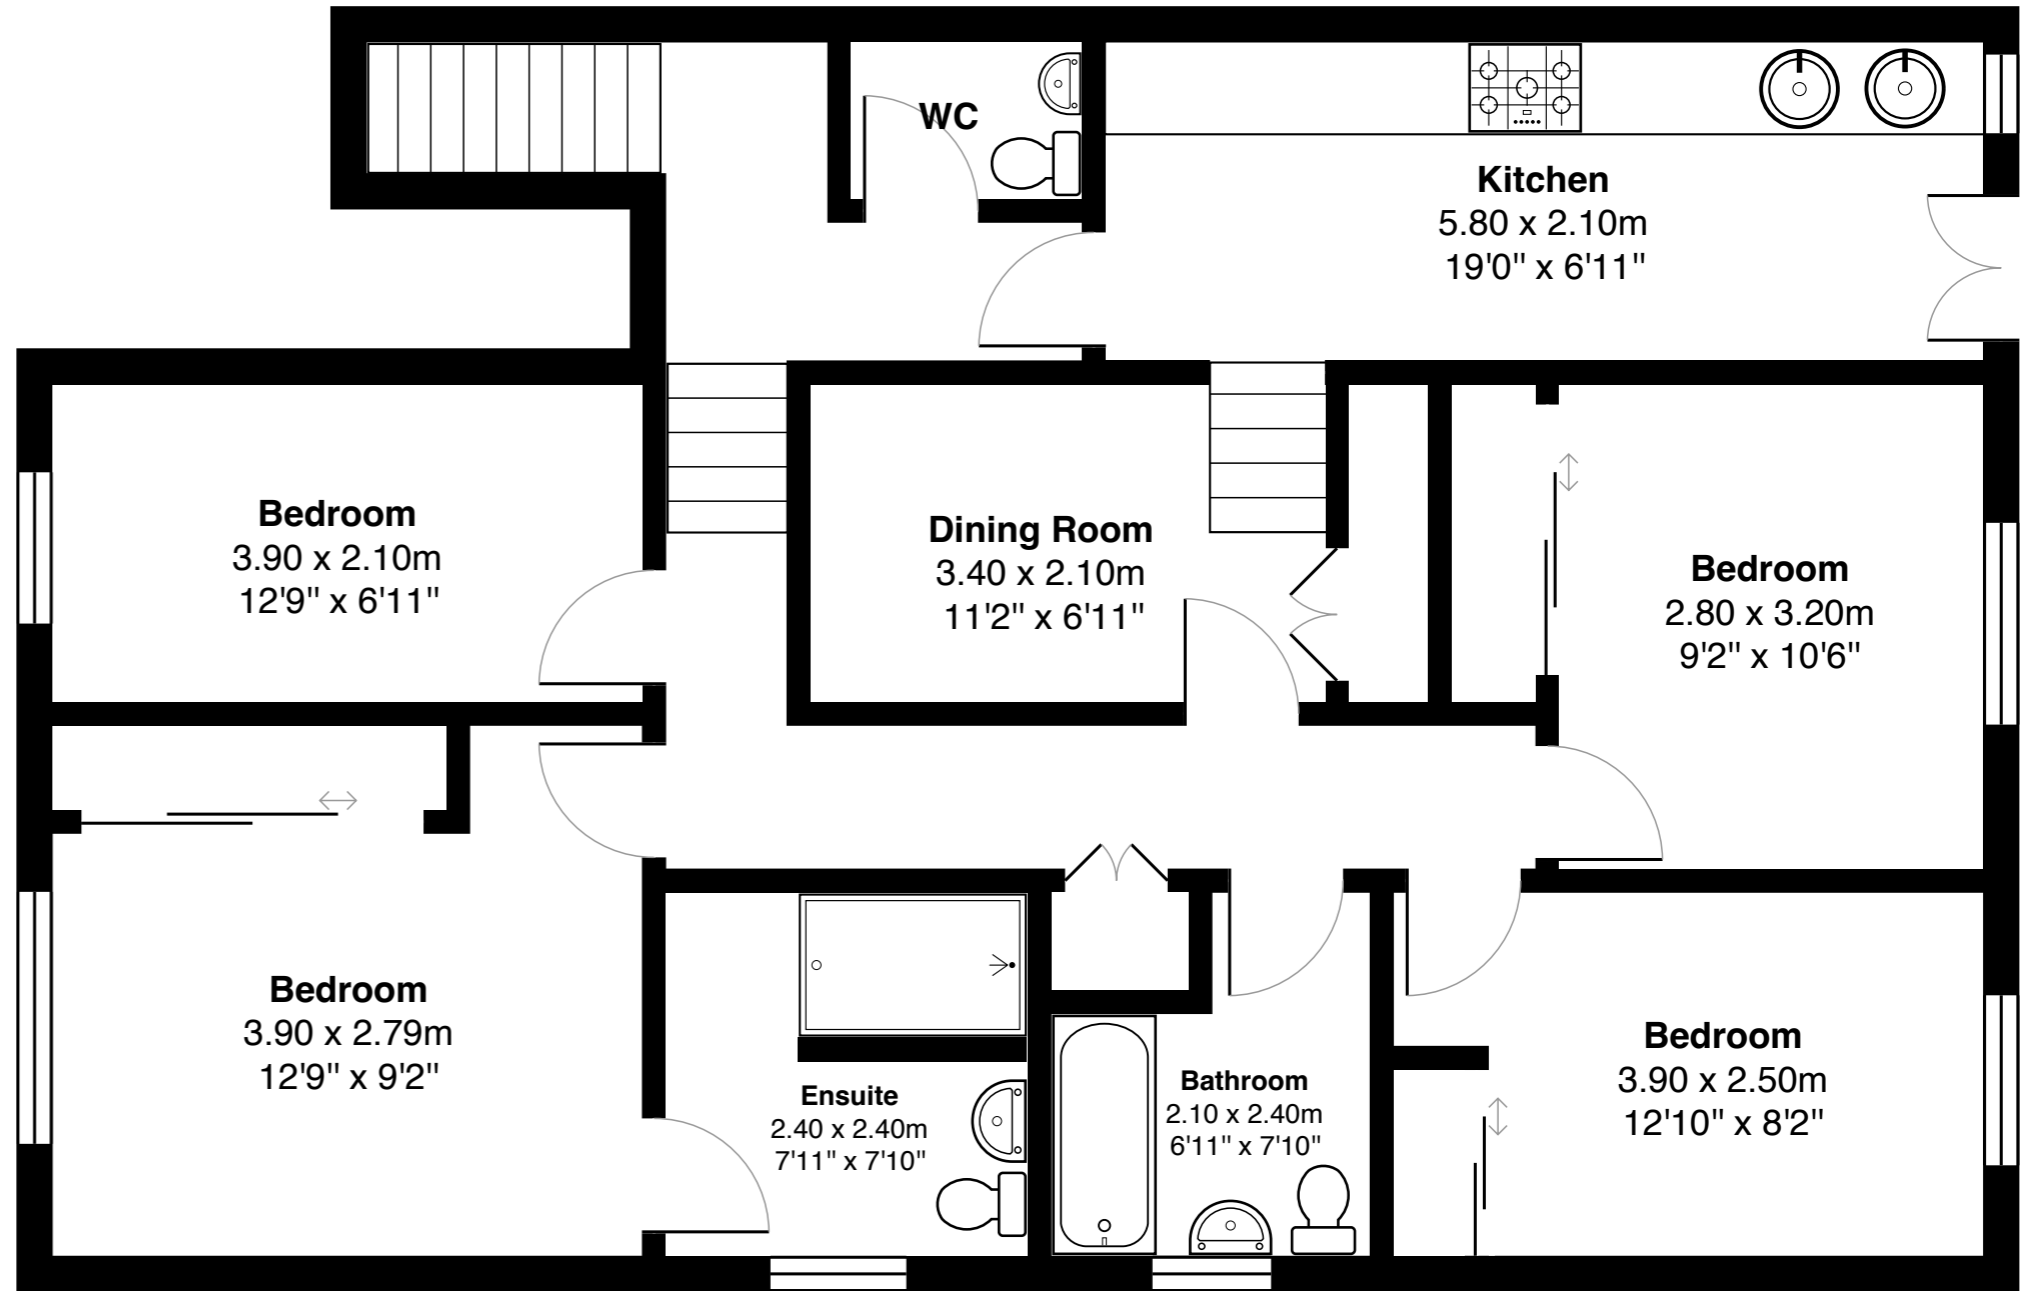 WC
Kitchen
5.80 x 2.10m
19'0" x 6'11"
Bedroom
3.90 x 2.10m
12'9" x 6'11"
Dining Room
3.40 x 2.10m
11'2" x 6'11"
Bedroom
2.80 x 3.20m
9'2" x 10'6"
Bedroom
3.90 x 2.79m
12'9" x 9'2"
Ensuite
2.40 x 2.40m
7'11" x 7'10"
Bathroom
2.10 x 2.40m
6'11" x 7'10"
Bedroom
3.90 x 2.50m
12'10" x 8'2"